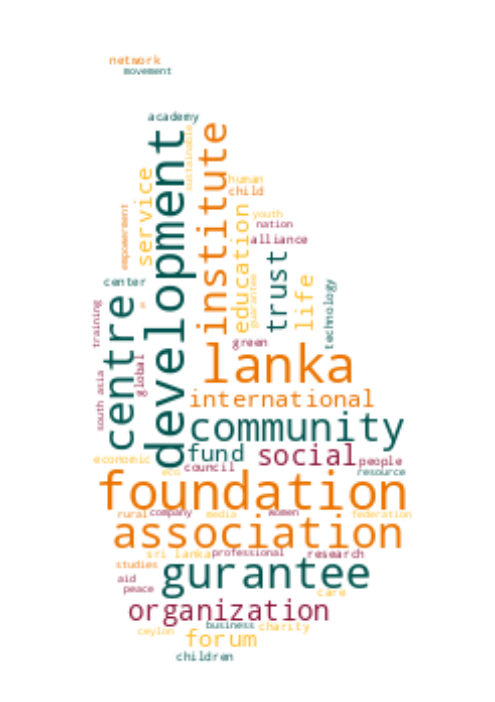 network
movement
academy
development
institute
sustainable
service
human
child
empowerment
education
youth
nation
alliance
guarantee
trust
life
technology
center
centre
training
global
south asia
green
lanka
international
community
fund
social
people
economic
eco
council
resource
foundation
rural
company
media
women
federation
association
sri lanka
professional
research
studies
gurantee
aid
peace
care
organization
business
charity
ceylon
forum
children